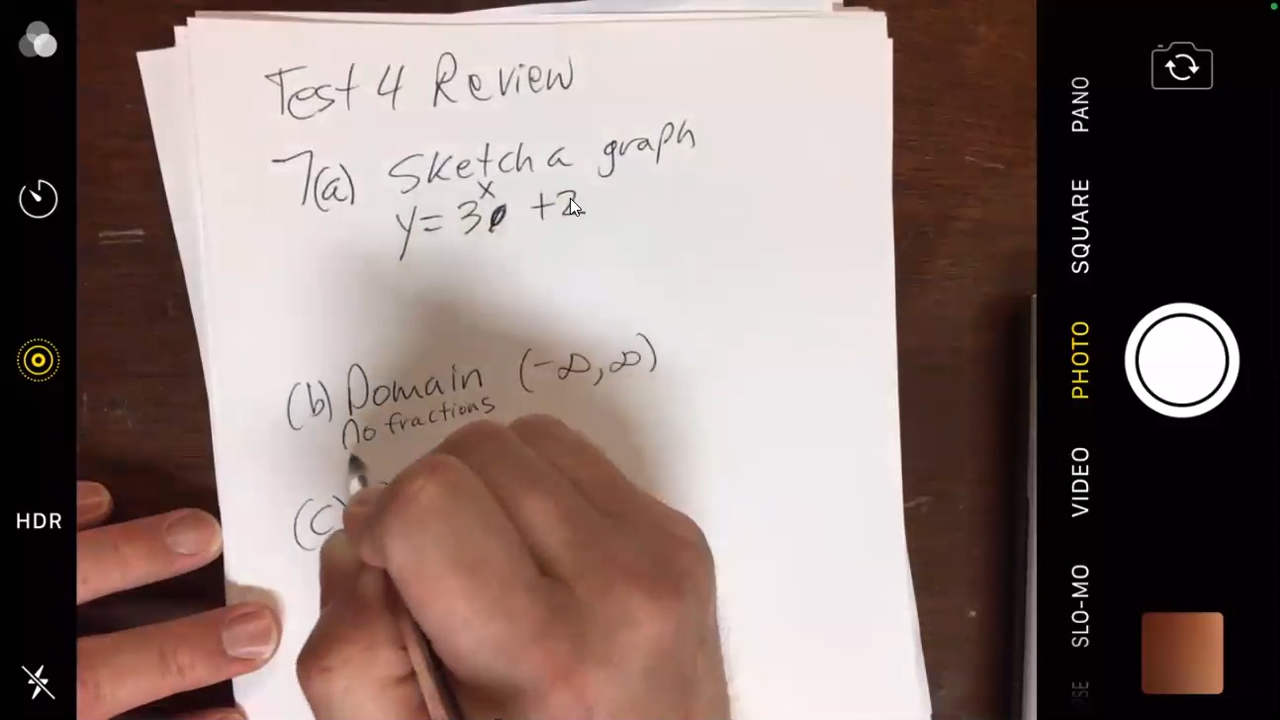 Test 4 Review
7(a) Sketch a graph
y = 3^x + 2
(b) Domain (-∞, ∞)
No fractions
(c)
HDR
PANO
SQUARE
PHOTO
VIDEO
SLO-MO